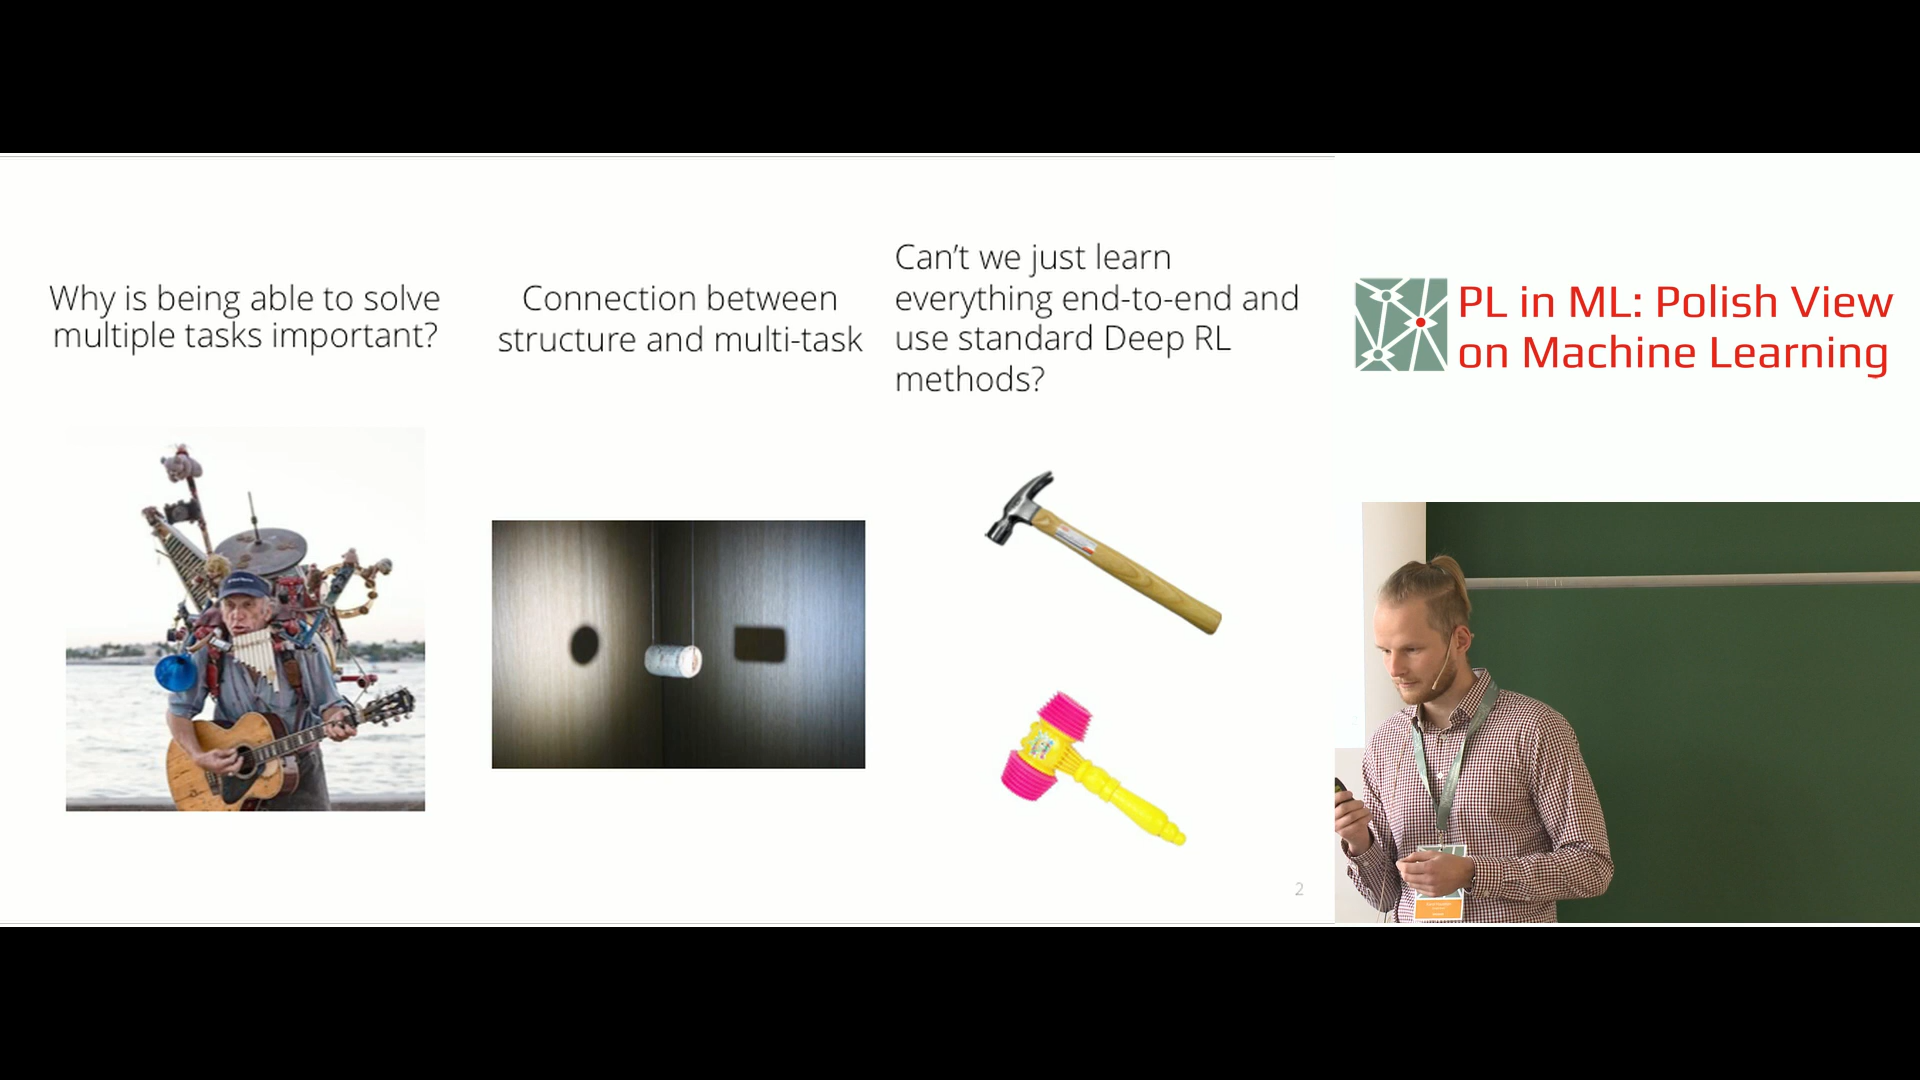 Why is being able to solve
multiple tasks important?
Connection between
structure and multi-task
Can't we just learn
everything end-to-end and
use standard Deep RL
methods?
2
PL in ML: Polish View
on Machine Learning